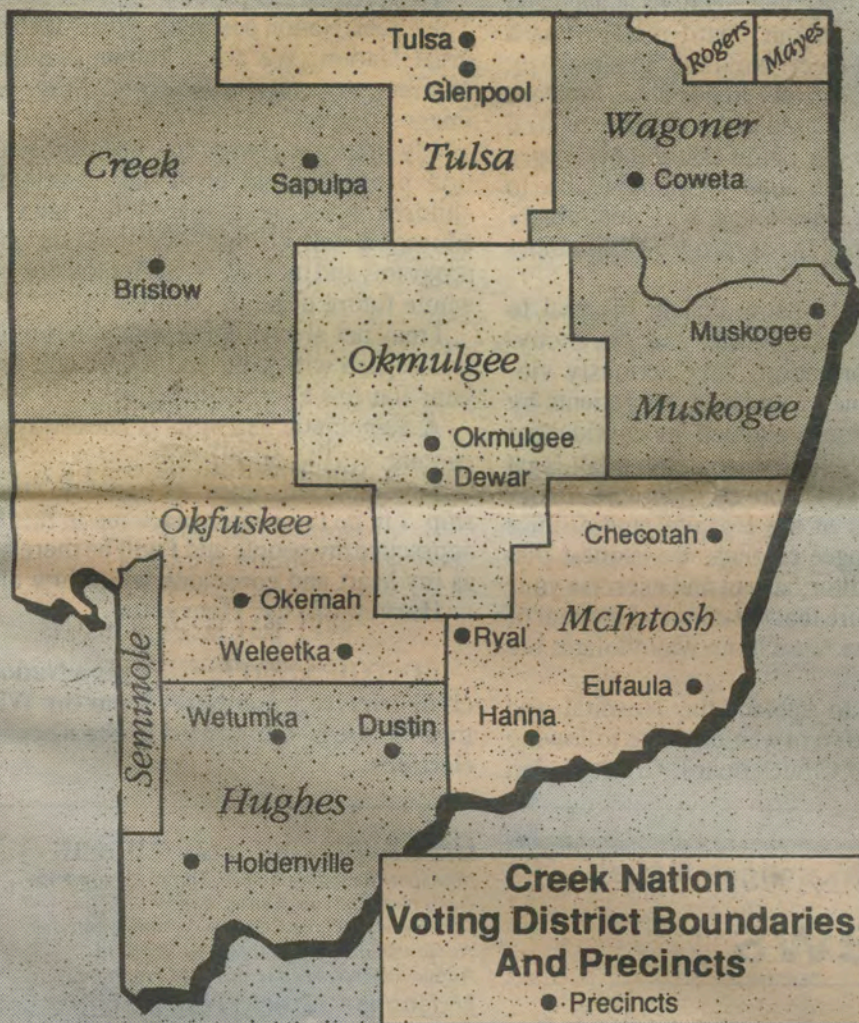 Tulsa
Glenpool
Tulsa
Rogers
Mayes
Wagoner
Coweta
Creek
Sapulpa
Bristow
Okmulgee
Okmulgee
Dewar
Muskogee
Muskogee
Okfuskee
Okemah
Weleetka
Checotah
McIntosh
Ryal
Eufaula
Hanna
Seminole
Wetumka
Dustin
Hughes
Holdenville
Creek Nation
Voting District Boundaries
And Precincts
Precincts